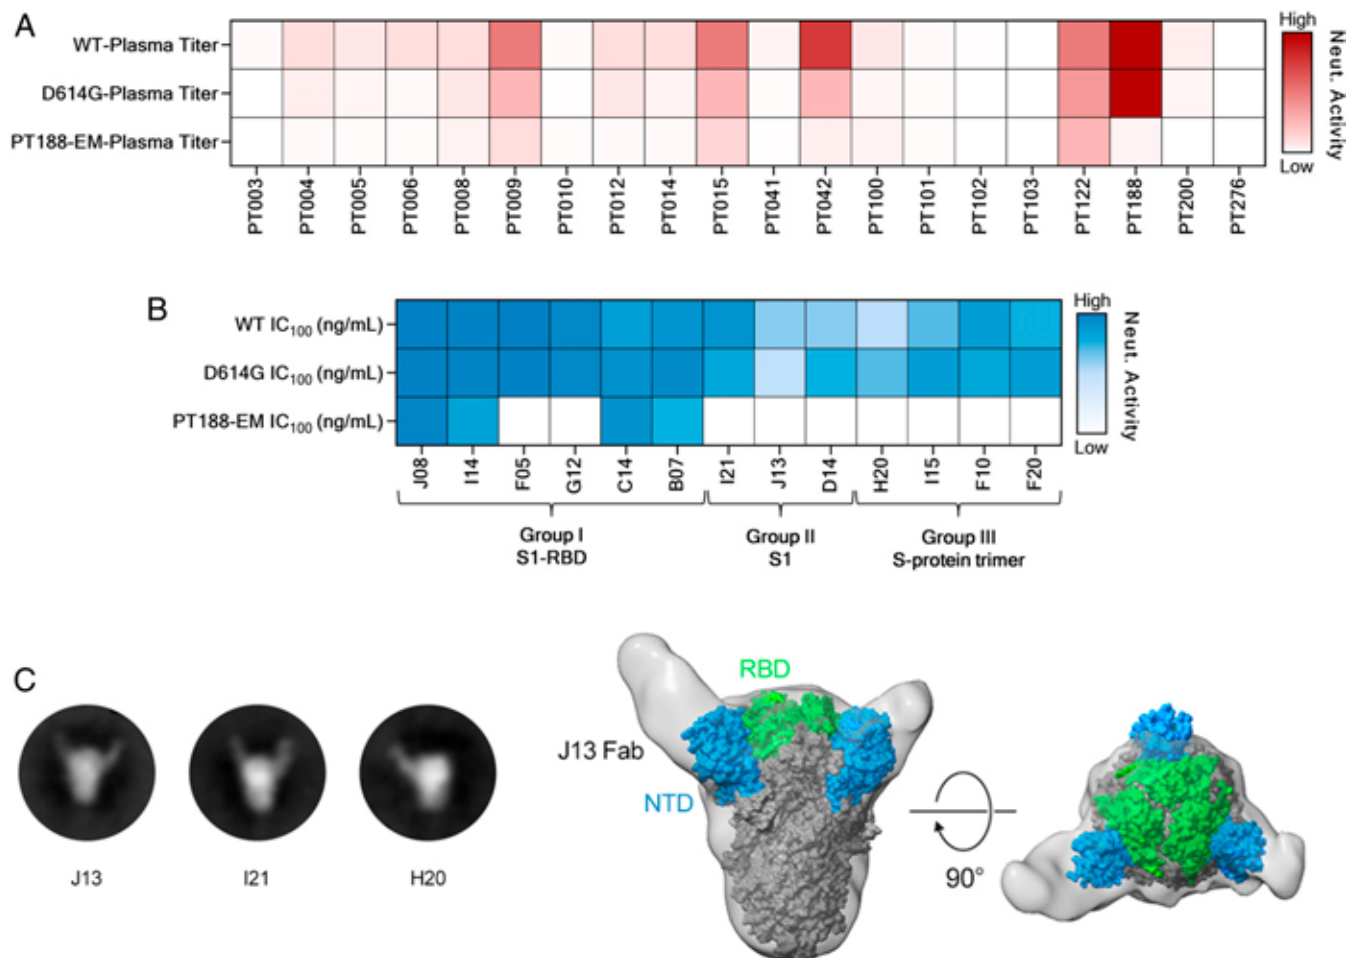 A
WT-Plasma Titer
D614G-Plasma Titer
PT188-EM-Plasma Titer
PT003
PT004
PT005
PT006
PT008
PT009
PT010
PT012
PT014
PT015
PT041
PT042
PT100
PT101
PT102
PT103
PT122
PT188
PT200
PT276
High
Neut. Activity
Low
B
WT IC100 (ng/mL)
D614G IC100 (ng/mL)
PT188-EM IC100 (ng/mL)
J08
I14
F05
G12
C14
B07
I21
J13
D14
H20
I15
F10
F20
Group I
S1-RBD
Group II
S1
Group III
S-protein trimer
High
Neut. Activity
Low
C
J13
I21
H20
RBD
J13 Fab
NTD
90°